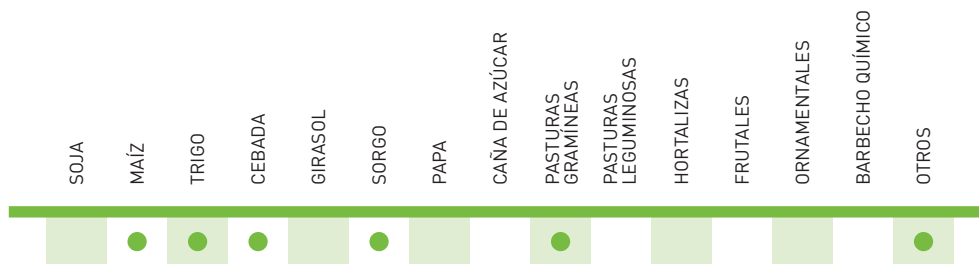 SOJA
MAÍZ
TRIGO
CEBADA
GIRASOL
SORGO
PAPA
CAÑA DE AZÚCAR
PASTURAS
GRAMÍNEAS
PASTURAS
LEGUMINOSAS
HORTALIZAS
FRUTALES
ORNAMENTALES
BARBECHO QUÍMICO
OTROS